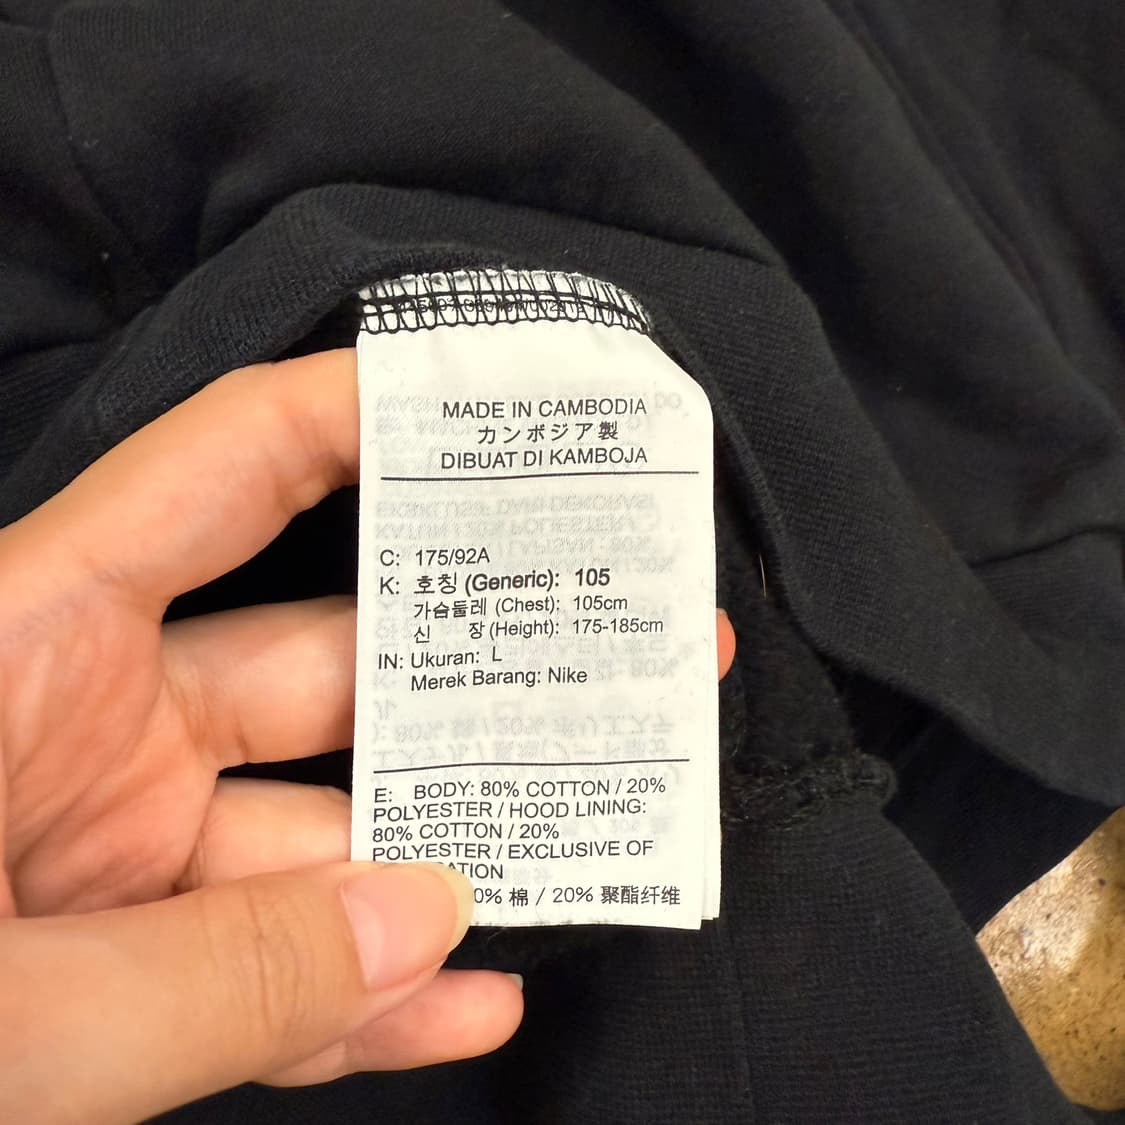 MADE IN CAMBODIA
カンボジア製
DIBUAT DI KAMBOJA
C: 175/92A
K: 호칭 (Generic): 105
가슴둘레 (Chest): 105cm
신 장 (Height): 175-185cm
IN: Ukuran: L
Merek Barang: Nike
E: BODY: 80% COTTON / 20%
POLYESTER / HOOD LINING:
80% COTTON / 20%
POLYESTER / EXCLUSIVE OF
0% 棉 / 20% 聚酯纤维